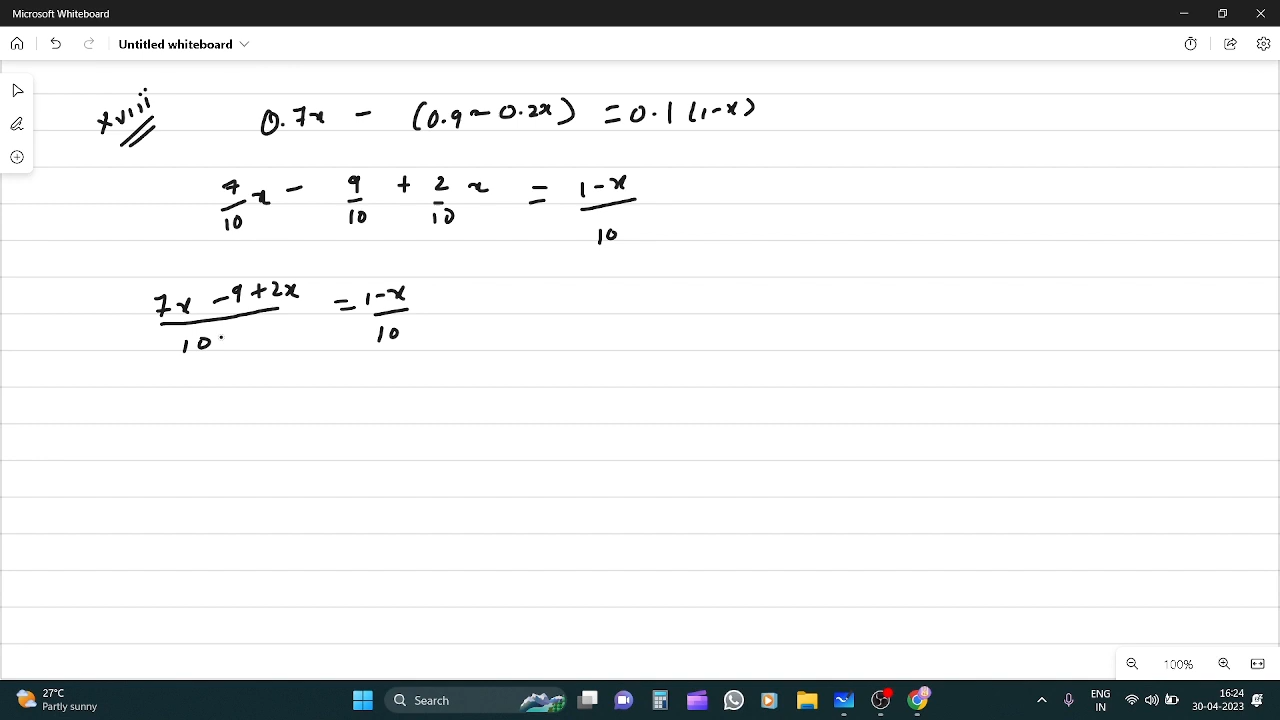 Microsoft Whiteboard
Untitled whiteboard
xviii 0.7x - (0.9 - 0.2x) = 0.1 (1-x)
7/10 x - 9/10 + 2/10 x = 1-x/10
7x - 9 + 2x / 10 = 1-x/10
100%
27°C
Partly sunny
Search
ENG
IN
16:24
30-04-2023